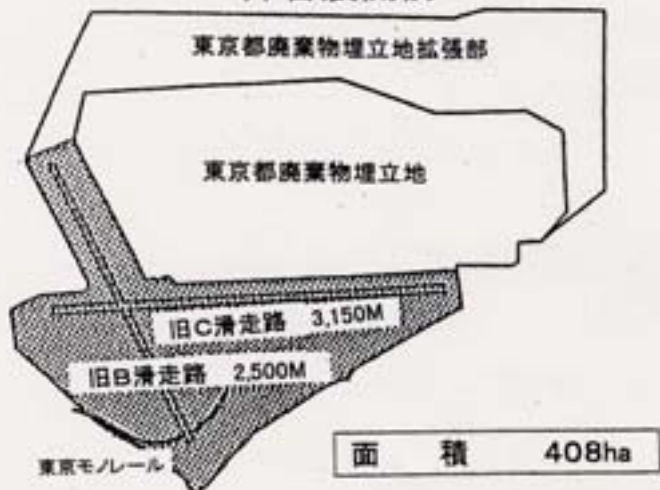 東京都廃棄物埋立地拡張部
東京都廃棄物埋立地
旧C滑走路 3,150M
旧B滑走路 2,500M
東京モノレール
面 積 408ha